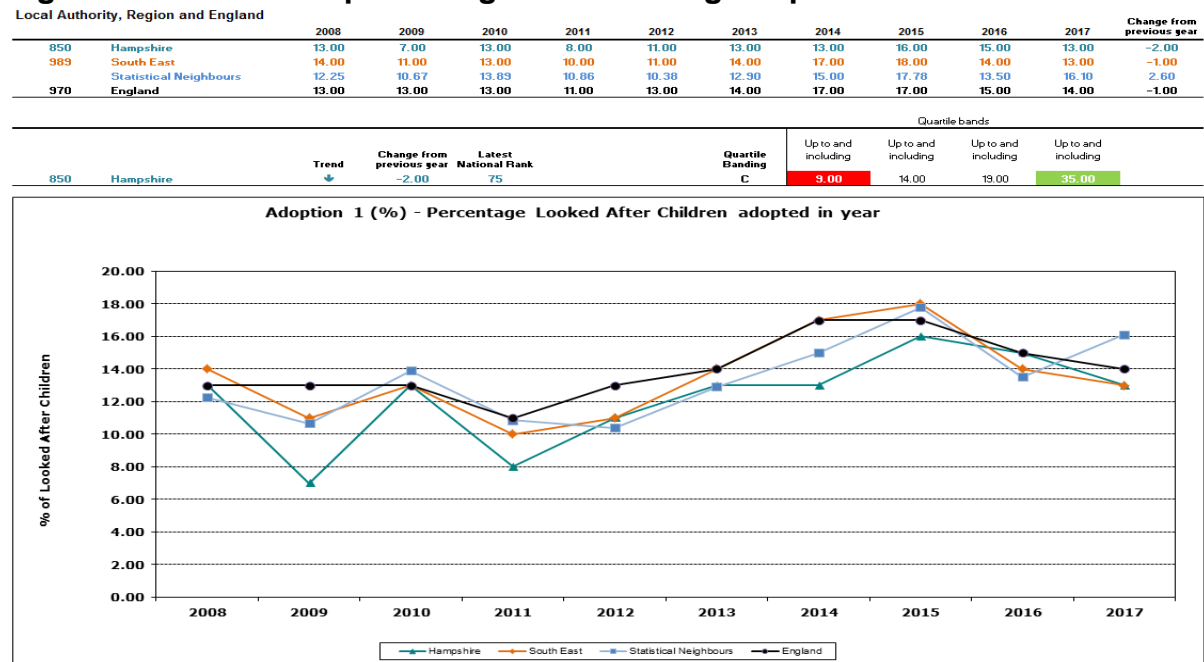 Local Authority, Region and England
2008 2009 2010 2011 2012 2013 2014 2015 2016 2017 Change from previous year
850 Hampshire 13.00 7.00 13.00 8.00 11.00 13.00 13.00 16.00 15.00 13.00 -2.00
989 South East 14.00 11.00 13.00 10.00 11.00 14.00 17.00 18.00 14.00 13.00 -1.00
Statistical Neighbours 12.25 10.67 13.89 10.86 10.38 12.90 15.00 17.78 13.50 16.10 2.60
970 England 13.00 13.00 13.00 11.00 13.00 14.00 17.00 17.00 15.00 14.00 -1.00
Quartile bands
Trend Change from previous year Latest National Rank Quartile Banding Up to and including Up to and including Up to and including Up to and including
850 Hampshire -2.00 75 C 9.00 14.00 19.00 35.00
Adoption 1 (%) - Percentage Looked After Children adopted in year
% of Looked After Children
20.00
18.00
16.00
14.00
12.00
10.00
8.00
6.00
4.00
2.00
0.00
2008 2009 2010 2011 2012 2013 2014 2015 2016 2017
Hampshire South East Statistical Neighbours England